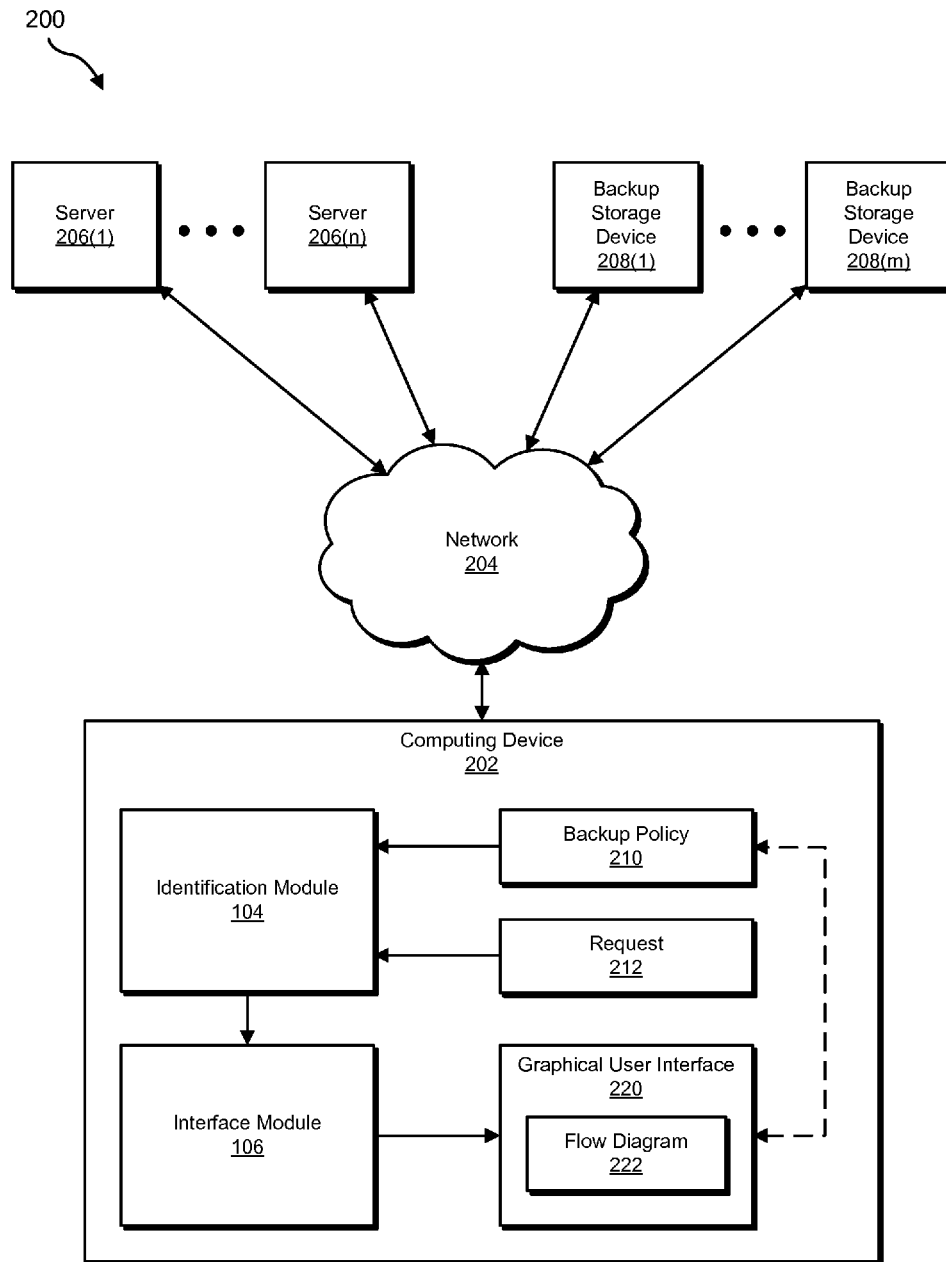 200
Server
206(1)
Server
206(n)
Backup
Storage
Device
208(1)
Backup
Storage
Device
208(m)
Network
204
Computing Device
202
Identification Module
104
Backup Policy
210
Request
212
Interface Module
106
Graphical User Interface
220
Flow Diagram
222